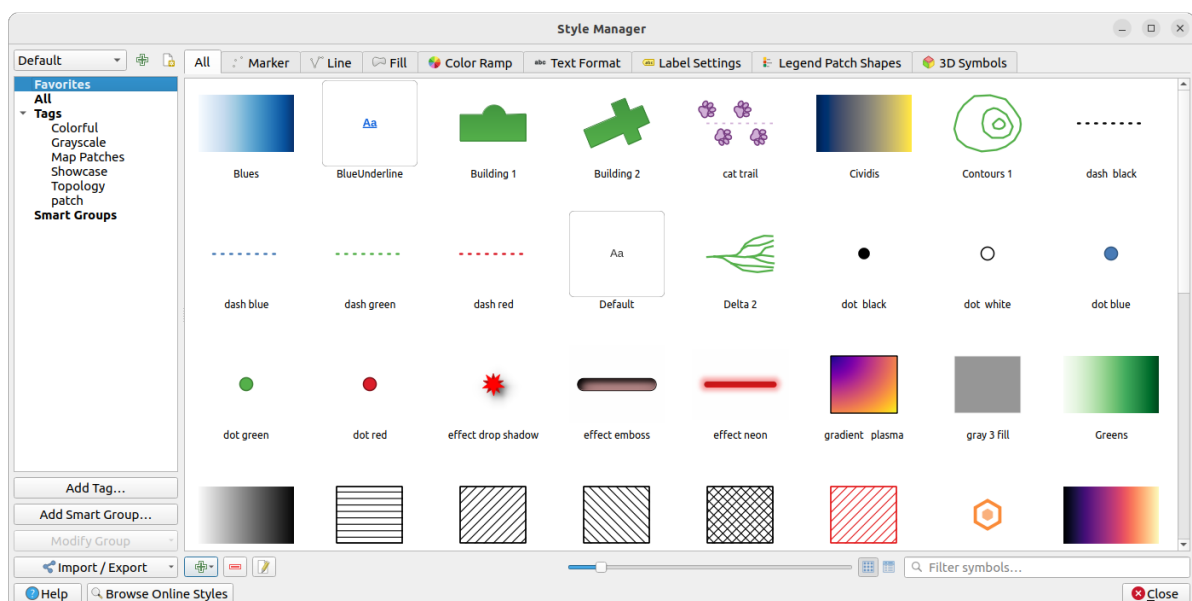 Style Manager
Default
All
Marker
Line
Fill
Color Ramp
abc Text Format
abc Label Settings
Legend Patch Shapes
3D Symbols
Favorites
All
Tags
Colorful
Grayscale
Map Patches
Showcase
Topology
patch
Smart Groups
Aa
Blues
BlueUnderline
Building 1
Building 2
cat trail
Cividis
Contours 1
dash black
Aa
dash blue
dash green
dash red
Default
Delta 2
dot black
dot white
dot blue
dot green
dot red
effect drop shadow
effect emboss
effect neon
gradient plasma
gray 3 fill
Greens
Add Tag...
Add Smart Group...
Modify Group
Import / Export
Filter symbols...
Help
Browse Online Styles
Close